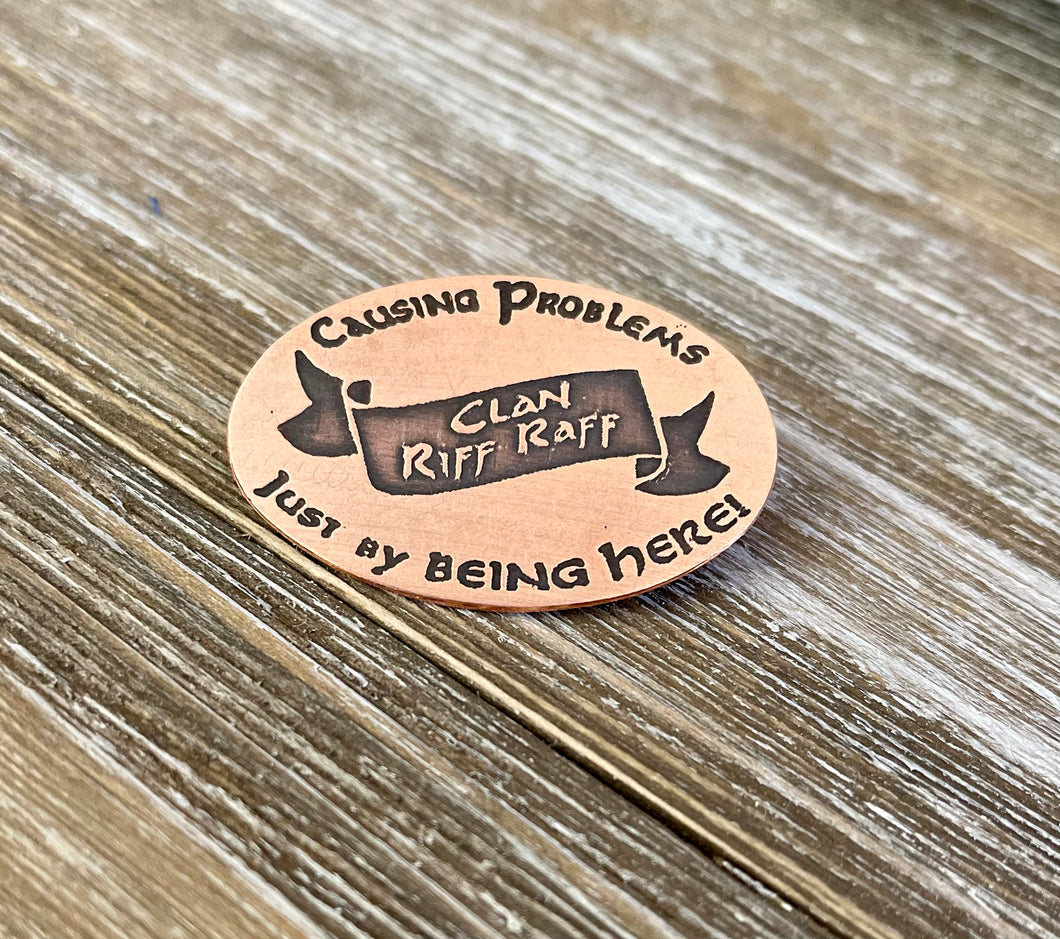 Causing Problems
Clan
Riff Raff
Just by being here!